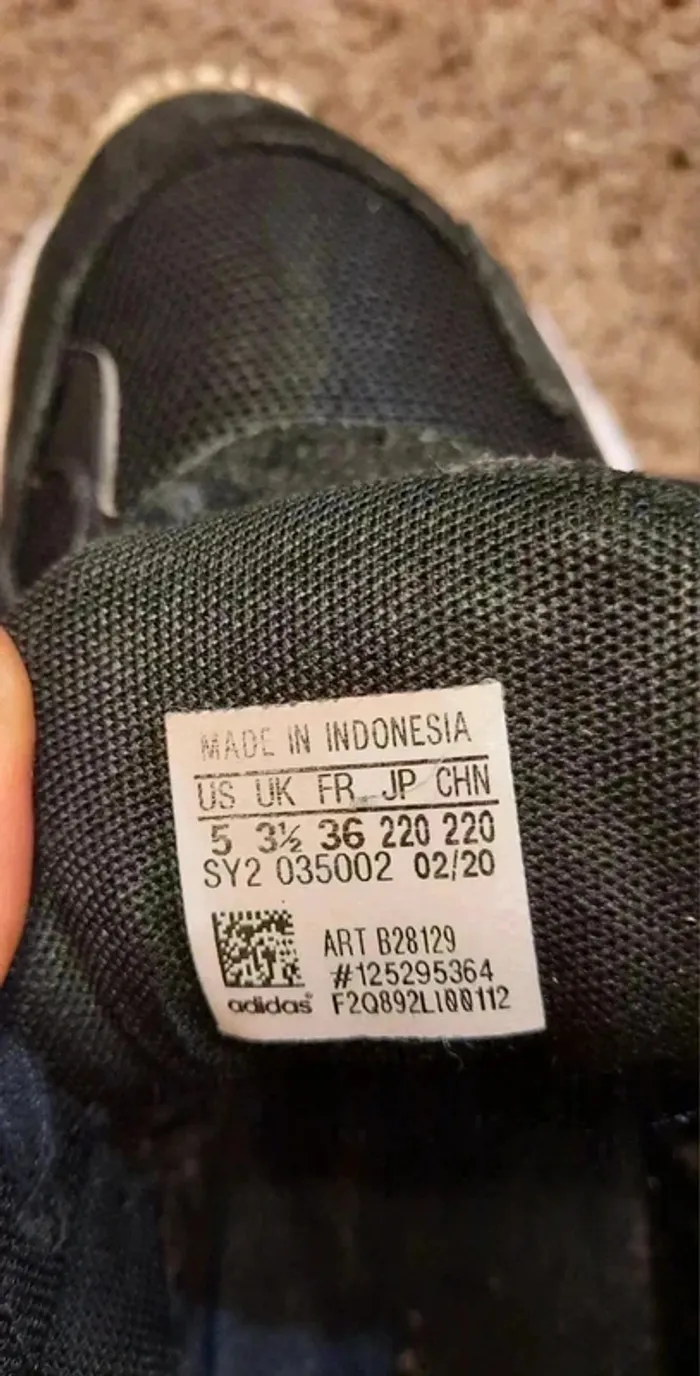 MADE IN INDONESIA
US UK FR JP CHN
5 3½ 36 220 220
SY2 035002 02/20
ART B28129
#125295364
adidas® F2Q892LI00112